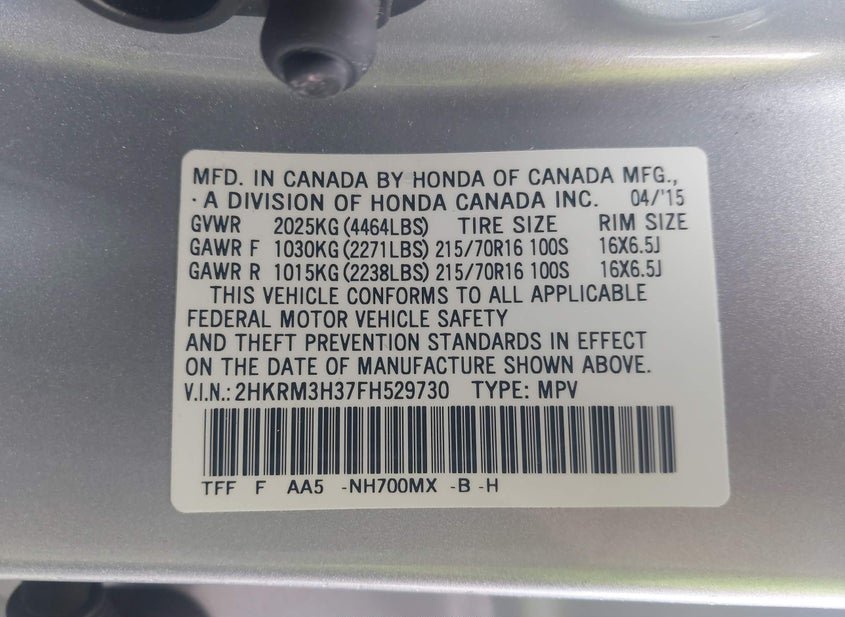 MFD. IN CANADA BY HONDA OF CANADA MFG.,
·A DIVISION OF HONDA CANADA INC. 04/'15
GVWR 2025KG(4464LBS) TIRE SIZE RIM SIZE
GAWR F 1030KG(2271LBS) 215/70R16 100S 16X6.5J
GAWR R 1015KG(2238LBS) 215/70R16 100S 16X6.5J
THIS VEHICLE CONFORMS TO ALL APPLICABLE
FEDERAL MOTOR VEHICLE SAFETY
AND THEFT PREVENTION STANDARDS IN EFFECT
ON THE DATE OF MANUFACTURE SHOWN ABOVE.
V.I.N.:2HKRM3H37FH529730 TYPE: MPV
TFF F AA5 -NH700MX -B -H